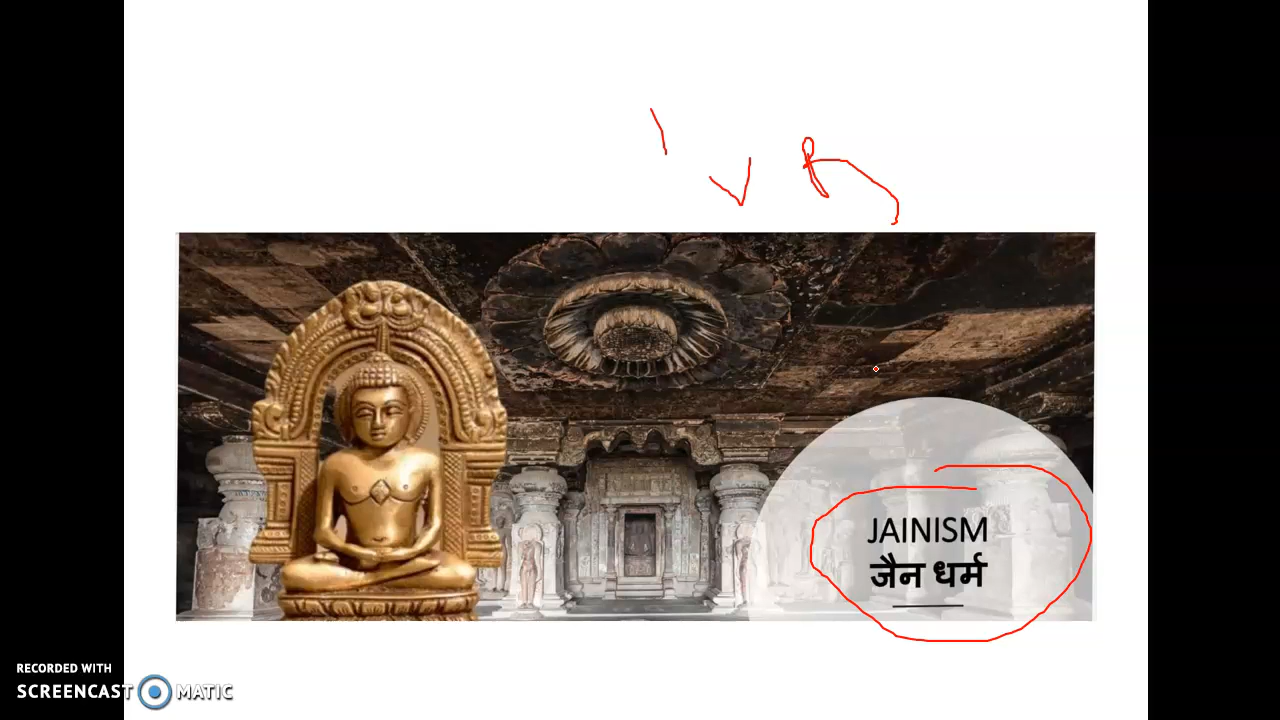 JAINISM
जैन धर्म
RECORDED WITH
SCREENCAST MATIC